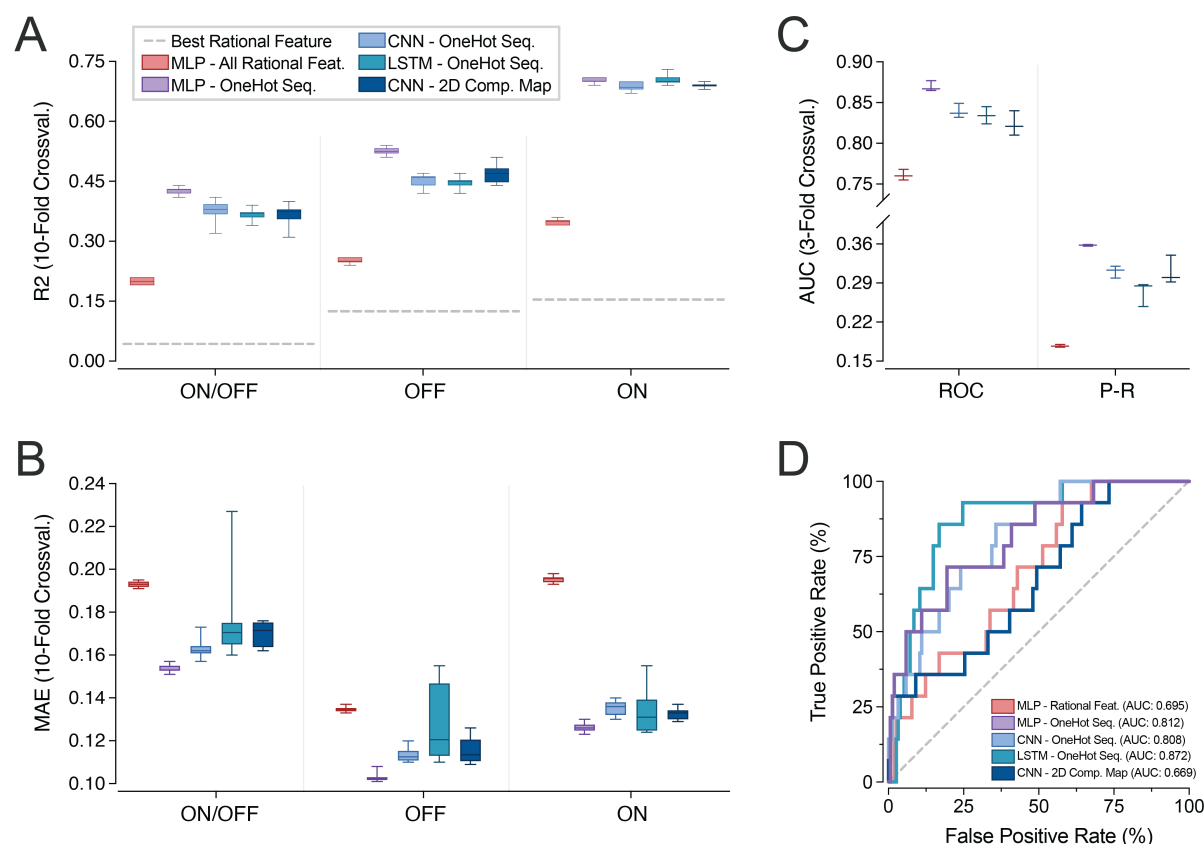 A
Best Rational Feature
MLP - All Rational Feat.
MLP - OneHot Seq.
CNN - OneHot Seq.
LSTM - OneHot Seq.
CNN - 2D Comp. Map
R2 (10-Fold Crossval.)
0.75
0.60
0.45
0.30
0.15
0.00
ON/OFF
OFF
ON
B
MAE (10-Fold Crossval.)
0.24
0.22
0.20
0.18
0.16
0.14
0.12
0.10
ON/OFF
OFF
ON
C
AUC (3-Fold Crossval.)
0.90
0.85
0.80
0.75
0.36
0.29
0.22
0.15
ROC
P-R
D
True Positive Rate (%)
100
75
50
25
0
MLP - Rational Feat. (AUC: 0.695)
MLP - OneHot Seq. (AUC: 0.812)
CNN - OneHot Seq. (AUC: 0.808)
LSTM - OneHot Seq. (AUC: 0.872)
CNN - 2D Comp. Map (AUC: 0.669)
0
25
50
75
100
False Positive Rate (%)